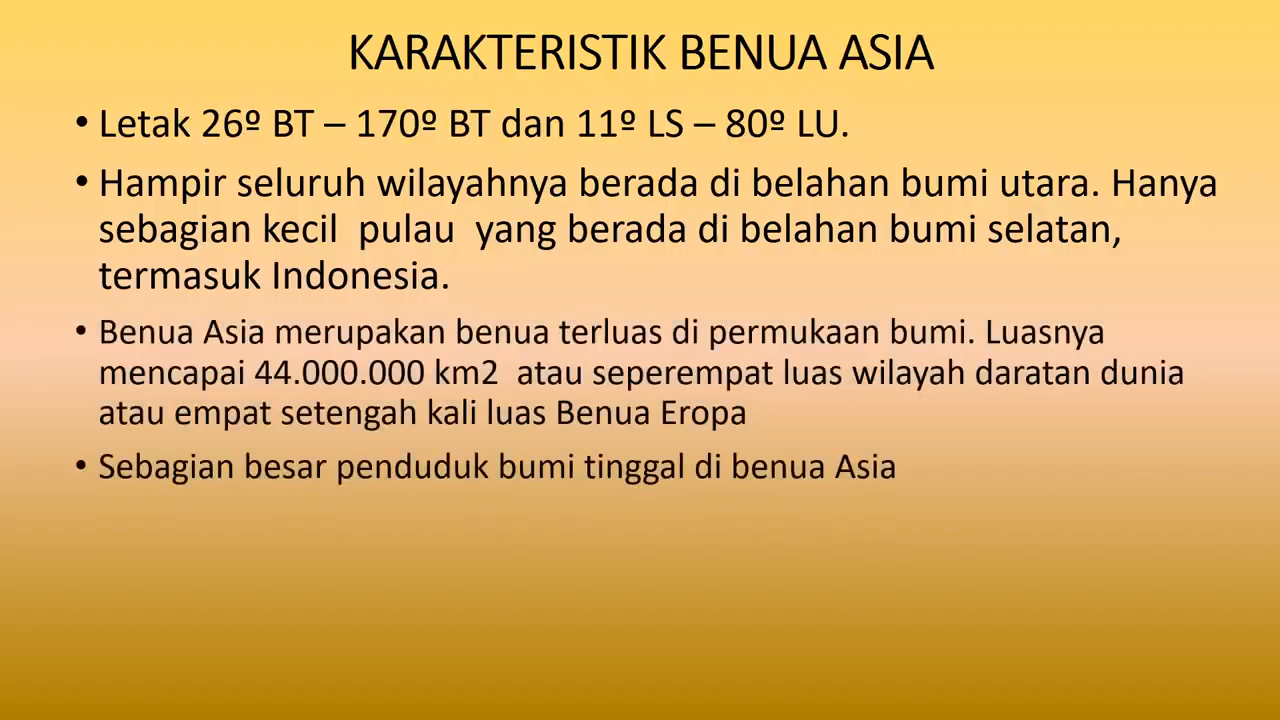 KARAKTERISTIK BENUA ASIA
• Letak 26º BT – 170º BT dan 11º LS – 80º LU.
• Hampir seluruh wilayahnya berada di belahan bumi utara. Hanya
sebagian kecil  pulau  yang berada di belahan bumi selatan,
termasuk Indonesia.
• Benua Asia merupakan benua terluas di permukaan bumi. Luasnya
mencapai 44.000.000 km2  atau seperempat luas wilayah daratan dunia
atau empat setengah kali luas Benua Eropa
• Sebagian besar penduduk bumi tinggal di benua Asia